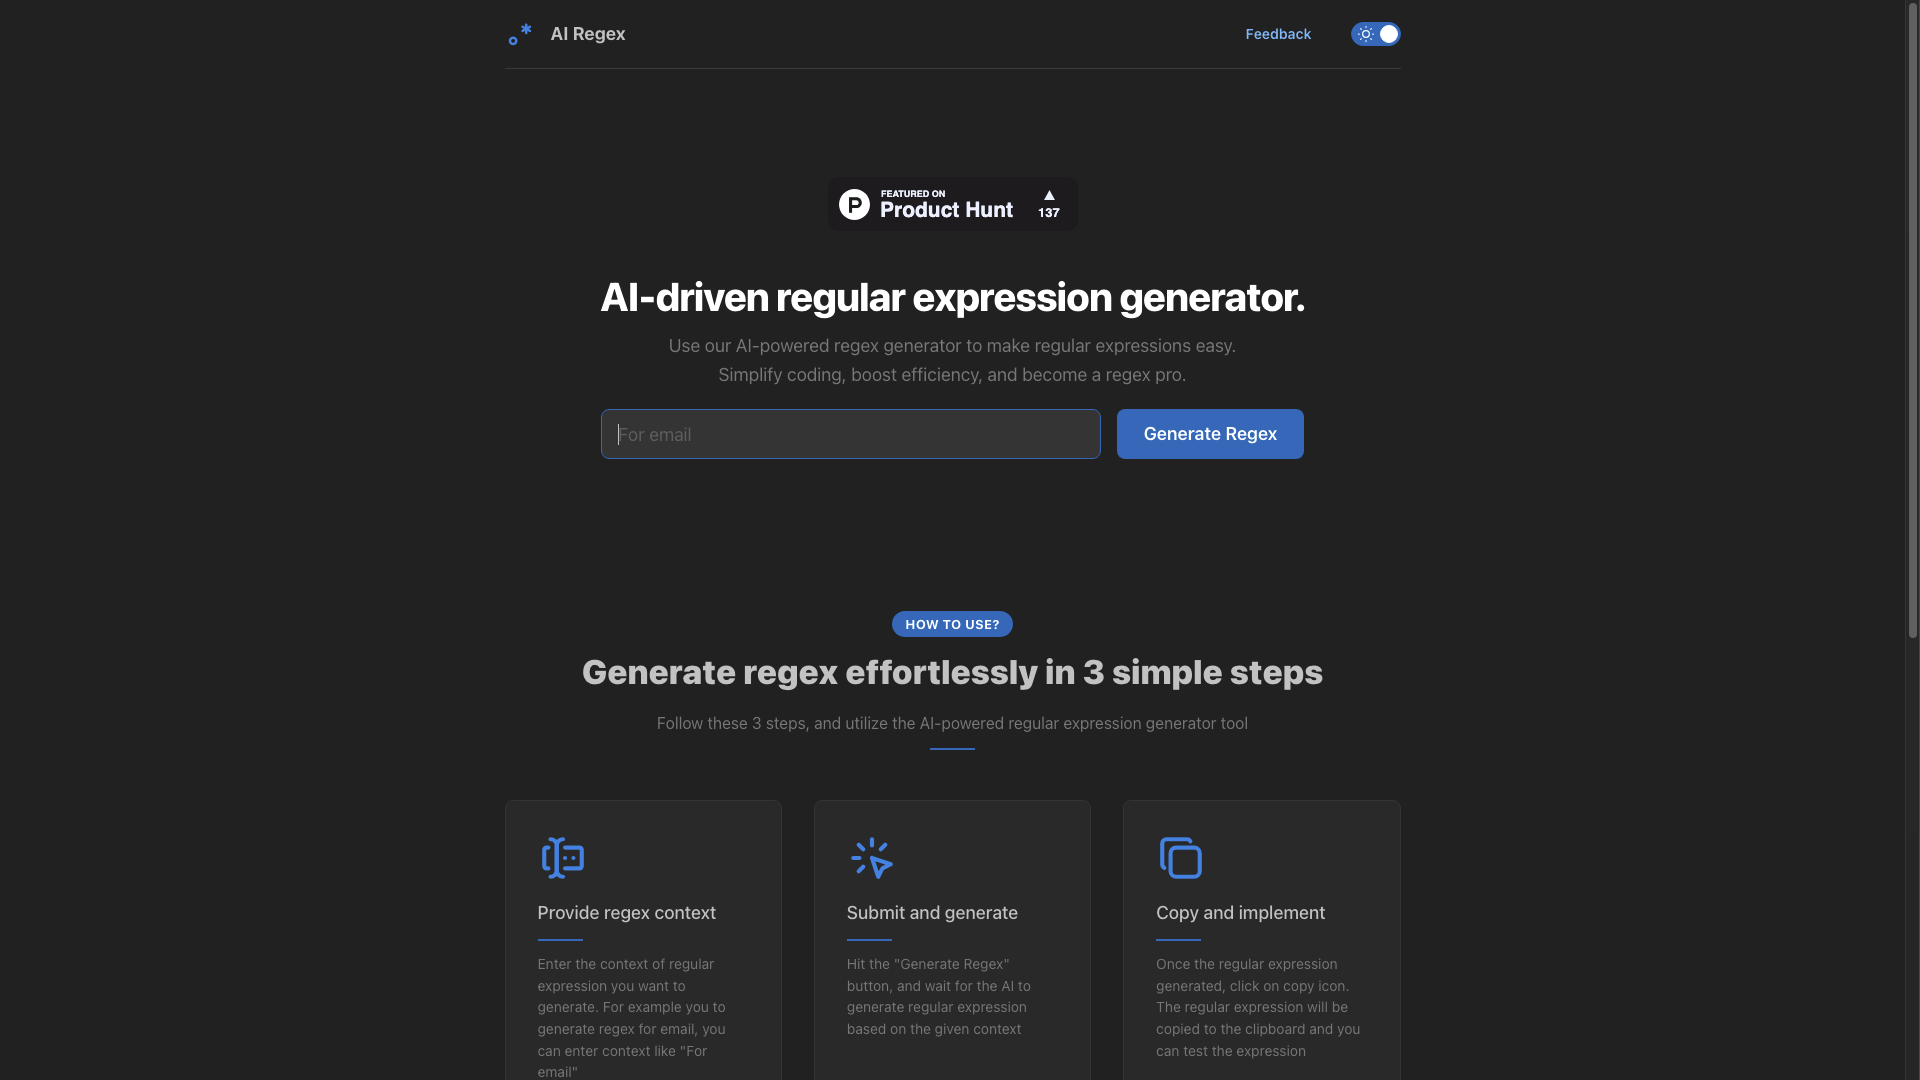 AI Regex
Feedback
FEATURED ON
Product Hunt
137
AI-driven regular expression generator.
Use our AI-powered regex generator to make regular expressions easy.
Simplify coding, boost efficiency, and become a regex pro.
For email
Generate Regex
HOW TO USE?
Generate regex effortlessly in 3 simple steps
Follow these 3 steps, and utilize the AI-powered regular expression generator tool
Provide regex context
Enter the context of regular
expression you want to
generate. For example you to
generate regex for email, you
can enter context like "For
email"
Submit and generate
Hit the "Generate Regex"
button, and wait for the AI to
generate regular expression
based on the given context
Copy and implement
Once the regular expression
generated, click on copy icon.
The regular expression will be
copied to the clipboard and you
can test the expression